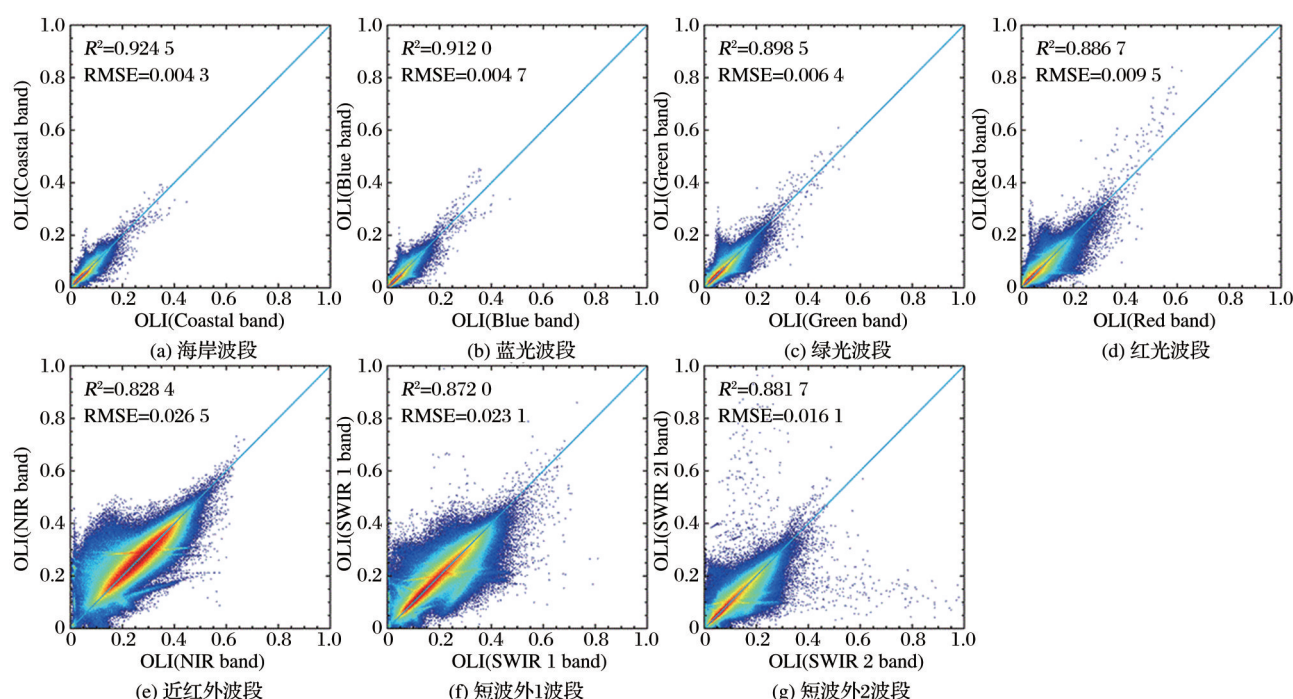 R²=0.924 5
RMSE=0.004 3
OLI(Coastal band)
1.0
0.8
0.6
0.4
0.2
0
0 0.2 0.4 0.6 0.8 1.0
OLI(Coastal band)
(a) 海岸波段
R²=0.912 0
RMSE=0.004 7
OLI(Blue band)
1.0
0.8
0.6
0.4
0.2
0
0 0.2 0.4 0.6 0.8 1.0
OLI(Blue band)
(b) 蓝光波段
R²=0.898 5
RMSE=0.006 4
OLI(Green band)
1.0
0.8
0.6
0.4
0.2
0
0 0.2 0.4 0.6 0.8 1.0
OLI(Green band)
(c) 绿光波段
R²=0.886 7
RMSE=0.009 5
OLI(Red band)
1.0
0.8
0.6
0.4
0.2
0
0 0.2 0.4 0.6 0.8 1.0
OLI(Red band)
(d) 红光波段
R²=0.828 4
RMSE=0.026 5
OLI(NIR band)
1.0
0.8
0.6
0.4
0.2
0
0 0.2 0.4 0.6 0.8 1.0
OLI(NIR band)
(e) 近红外波段
R²=0.872 0
RMSE=0.023 1
OLI(SWIR 1 band)
1.0
0.8
0.6
0.4
0.2
0
0 0.2 0.4 0.6 0.8 1.0
OLI(SWIR 1 band)
(f) 短波外1波段
R²=0.881 7
RMSE=0.016 1
OLI(SWIR 2l band)
1.0
0.8
0.6
0.4
0.2
0
0 0.2 0.4 0.6 0.8 1.0
OLI(SWIR 2 band)
(g) 短波外2波段